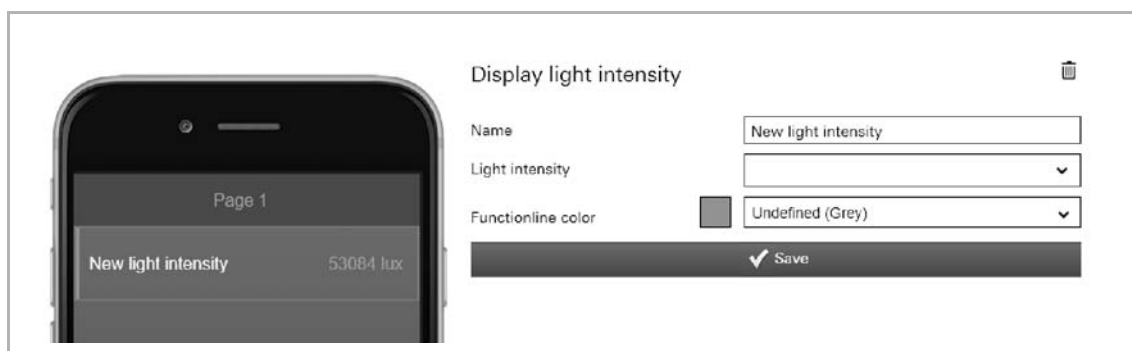 Page 1
New light intensity 53084 lux
Display light intensity
Name New light intensity
Light intensity
Functionline color Undefined (Grey)
Save